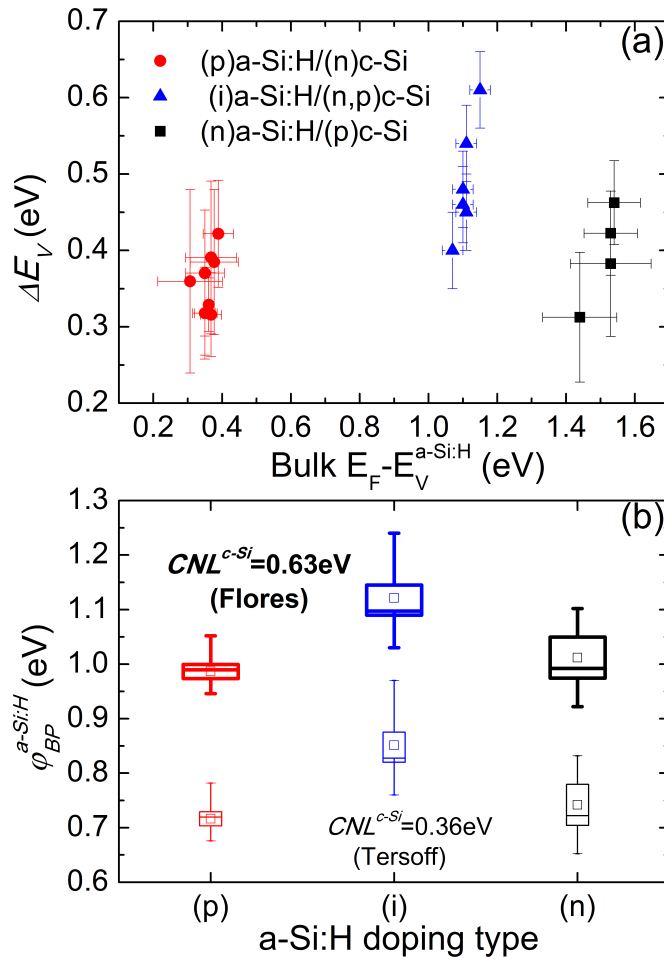 0.7
(a)
(p)a-Si:H/(n)c-Si
(i)a-Si:H/(n,p)c-Si
(n)a-Si:H/(p)c-Si
0.6
0.5
0.4
0.3
0.2
ΔE_V (eV)
0.2 0.4 0.6 0.8 1.0 1.2 1.4 1.6
Bulk E_F-E_V^a-Si:H (eV)
1.3
(b)
CNL^c-Si=0.63eV
(Flores)
1.2
1.1
1.0
0.9
0.8
0.7
0.6
φ_BP^a-Si:H (eV)
CNL^c-Si=0.36eV
(Tersoff)
(p) (i) (n)
a-Si:H doping type